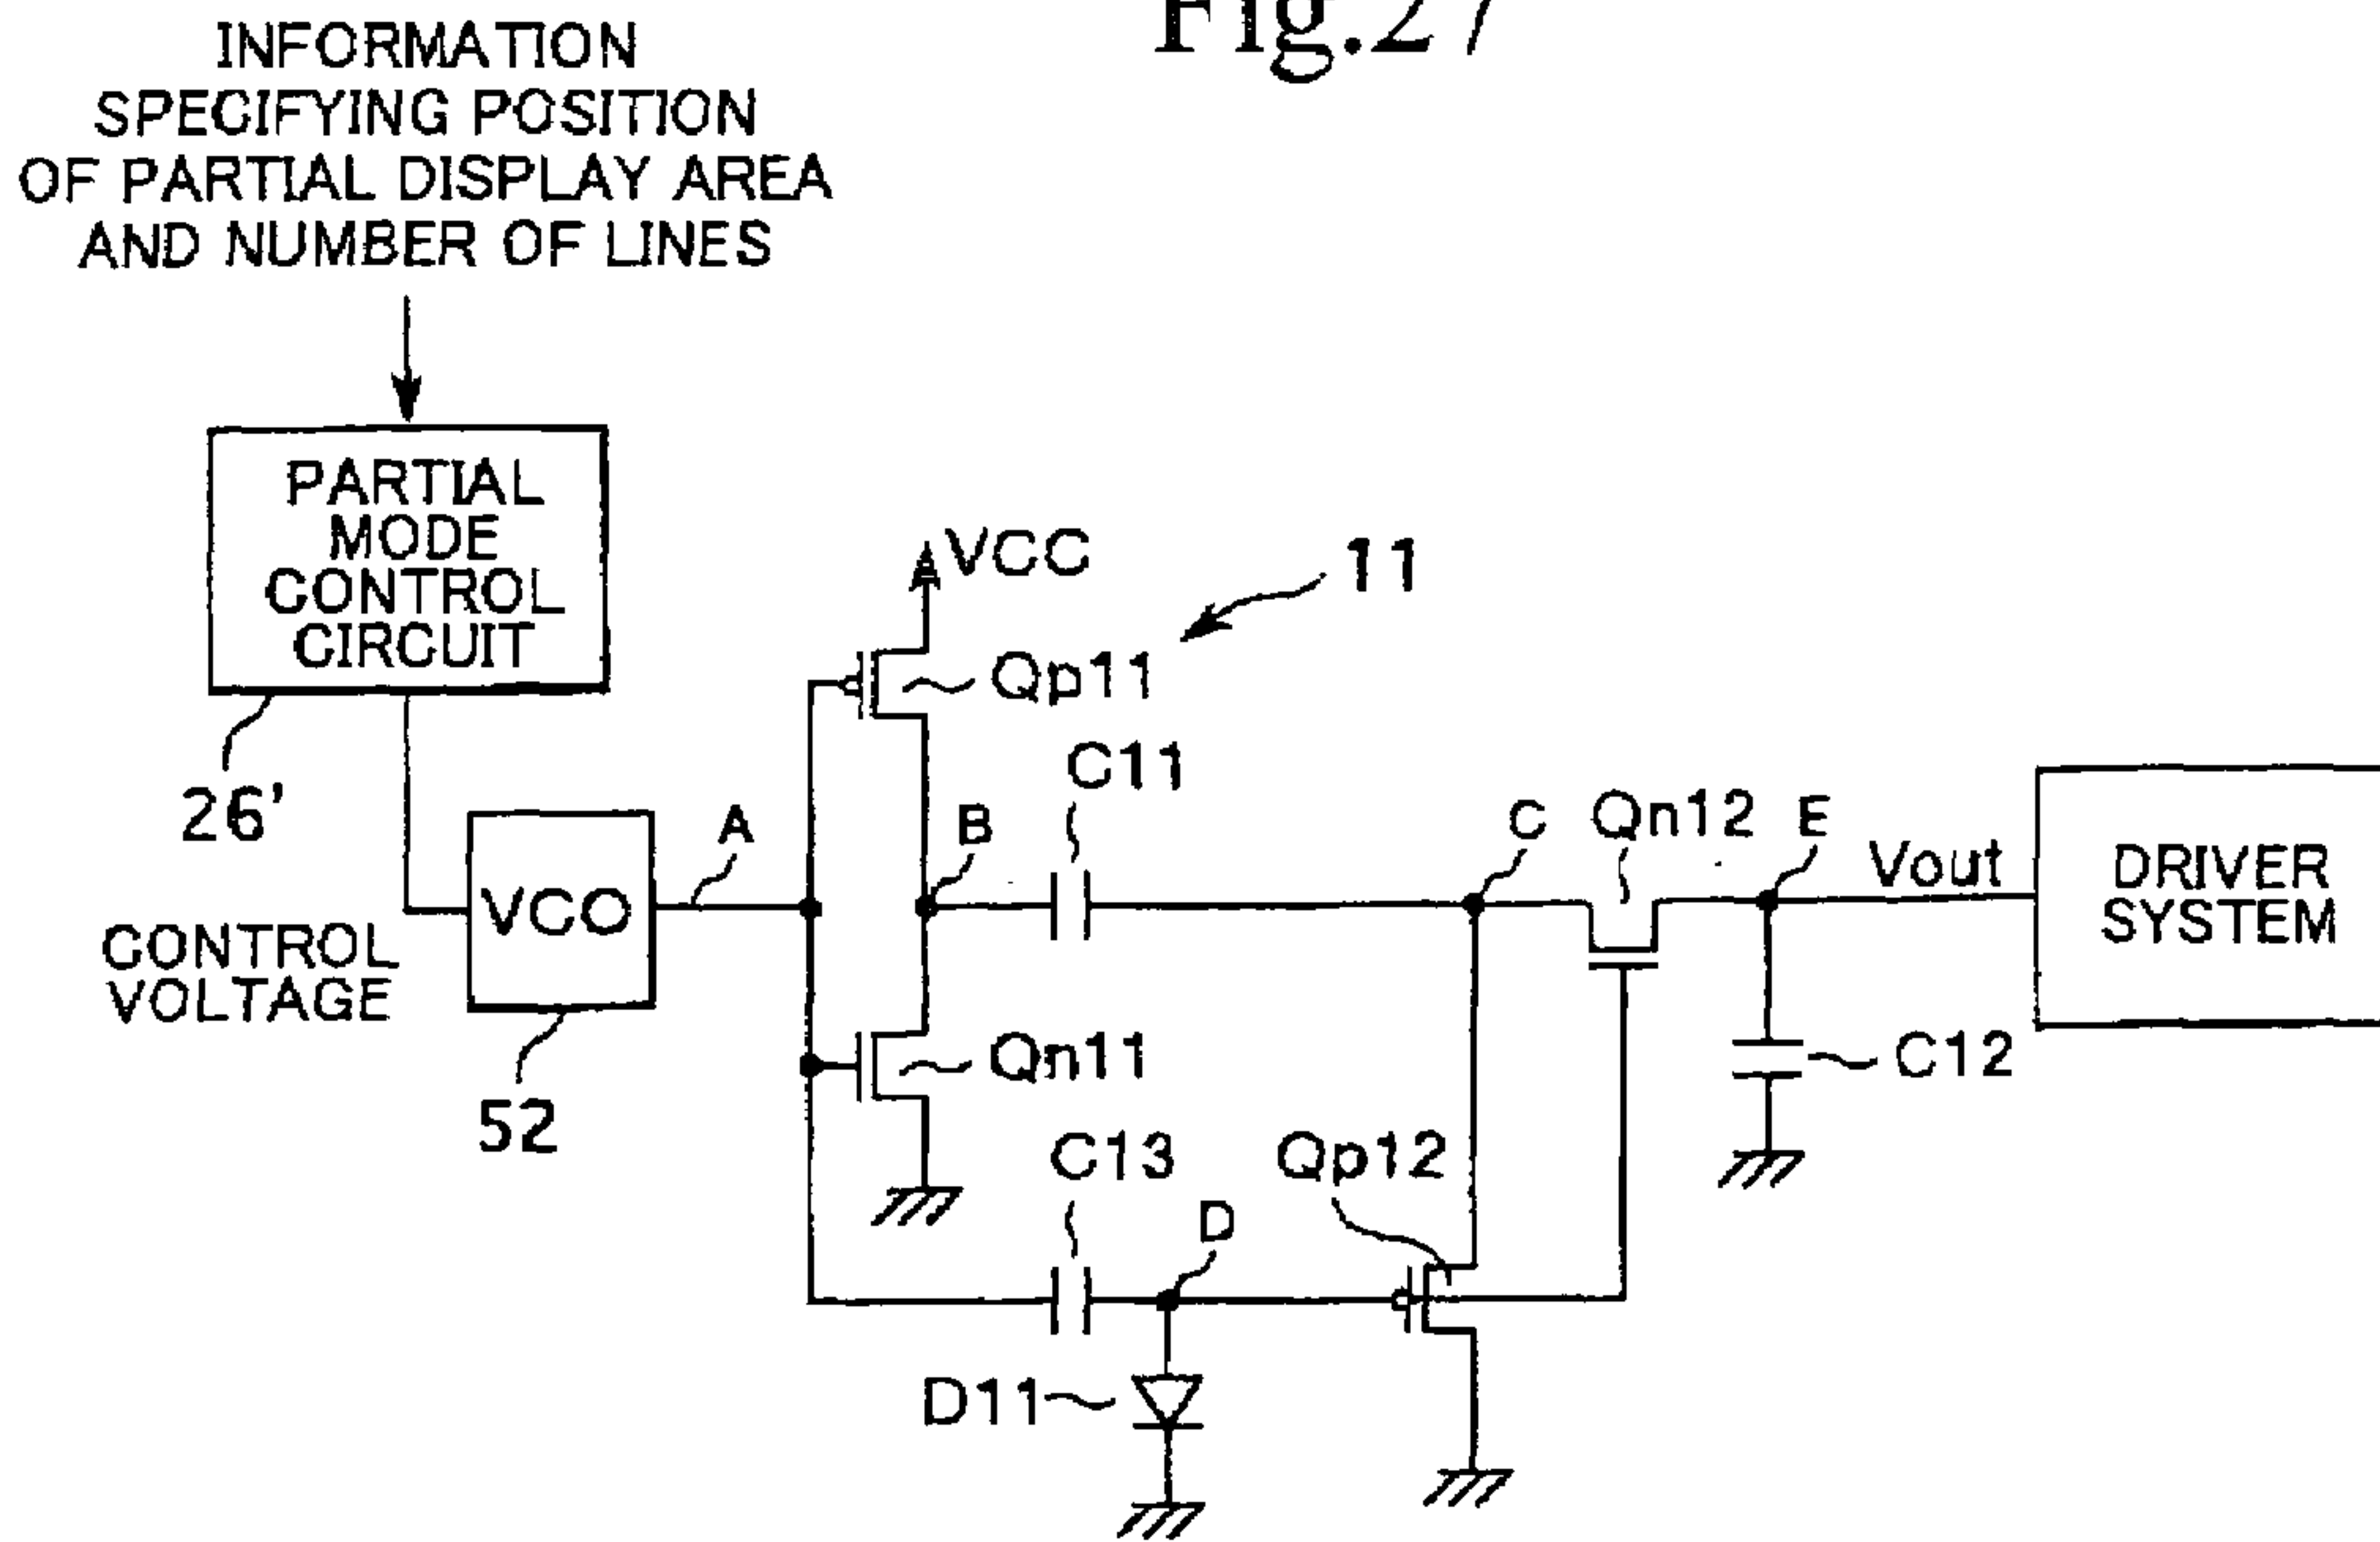 Fig.27
INFORMATION
SPECIFYING POSITION
OF PARTIAL DISPLAY AREA
AND NUMBER OF LINES
PARTIAL
MODE
CONTROL
CIRCUIT
26'
CONTROL
VOLTAGE
VCO
52
A
VCC
11
Qp11
B
C11
Qn11
C13
D
D11
Qp12
C
Qn12
E
Vout
C12
DRIVER
SYSTEM